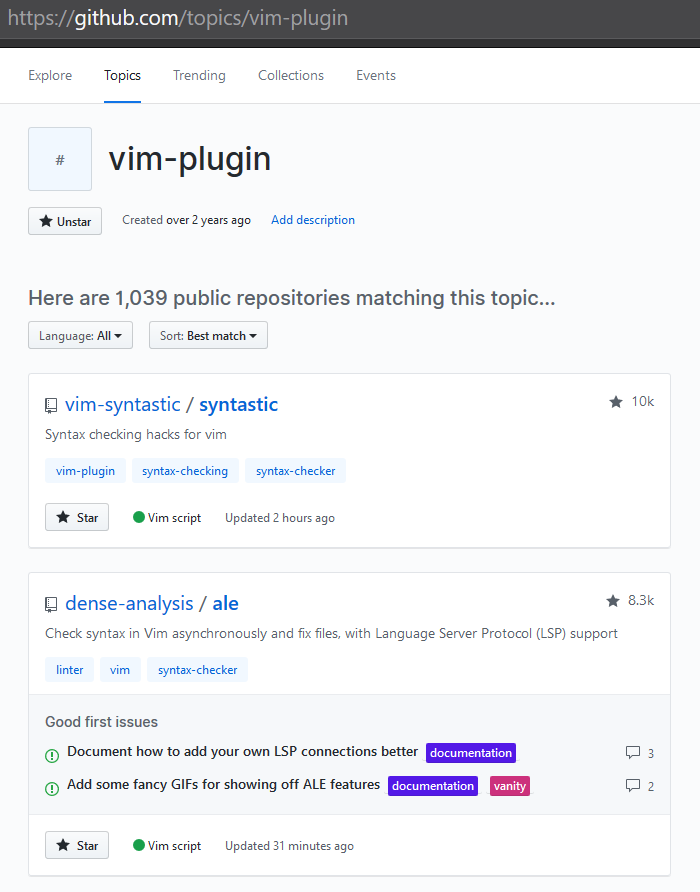 https://github.com/topics/vim-plugin
Explore Topics Trending Collections Events
# vim-plugin
Unstar Created over 2 years ago Add description
Here are 1,039 public repositories matching this topic...
Language: All Sort: Best match
vim-syntastic / syntastic 10k
Syntax checking hacks for vim
vim-plugin syntax-checking syntax-checker
Star Vim script Updated 2 hours ago
dense-analysis / ale 8.3k
Check syntax in Vim asynchronously and fix files, with Language Server Protocol (LSP) support
linter vim syntax-checker
Good first issues
Document how to add your own LSP connections better documentation 3
Add some fancy GIFs for showing off ALE features documentation vanity 2
Star Vim script Updated 31 minutes ago